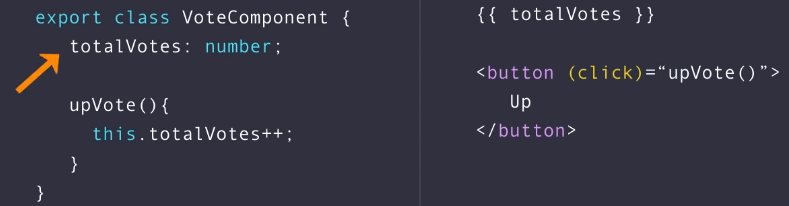 export class VoteComponent {
totalVotes: number;
upVote(){
this.totalVotes++;
}
}
{{ totalVotes }}
<button (click)=“upVote()”>
Up
</button>